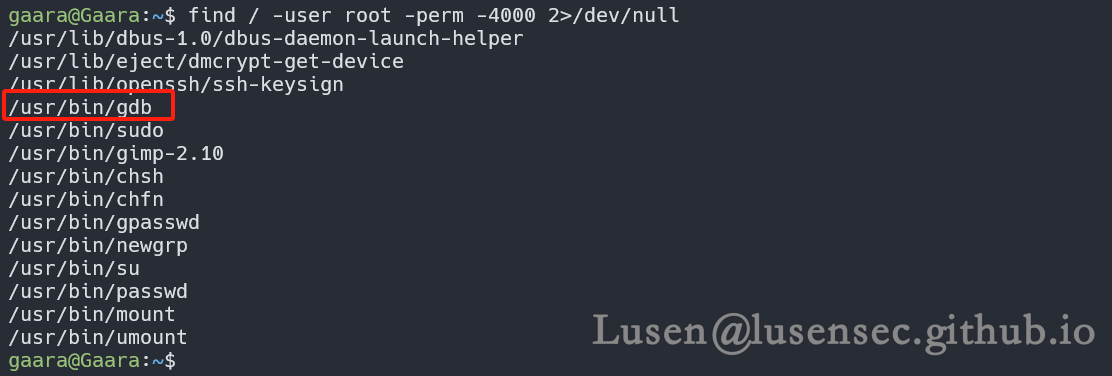 gaara@Gaara:~$ find / -user root -perm -4000 2>/dev/null
/usr/lib/dbus-1.0/dbus-daemon-launch-helper
/usr/lib/eject/dmcrypt-get-device
/usr/lib/openssh/ssh-keysign
/usr/bin/gdb
/usr/bin/sudo
/usr/bin/gimp-2.10
/usr/bin/chsh
/usr/bin/chfn
/usr/bin/gpasswd
/usr/bin/newgrp
/usr/bin/su
/usr/bin/passwd
/usr/bin/mount
/usr/bin/umount
gaara@Gaara:~$
Lusen@lusensec.github.io